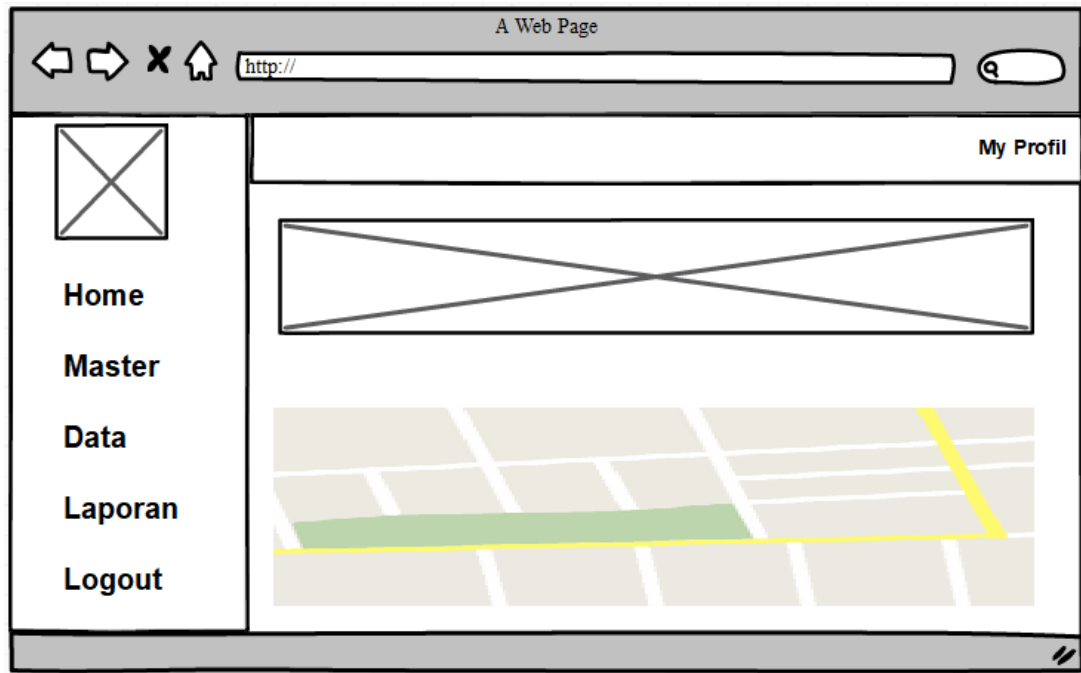 A Web Page
http://
My Profil
Home
Master
Data
Laporan
Logout